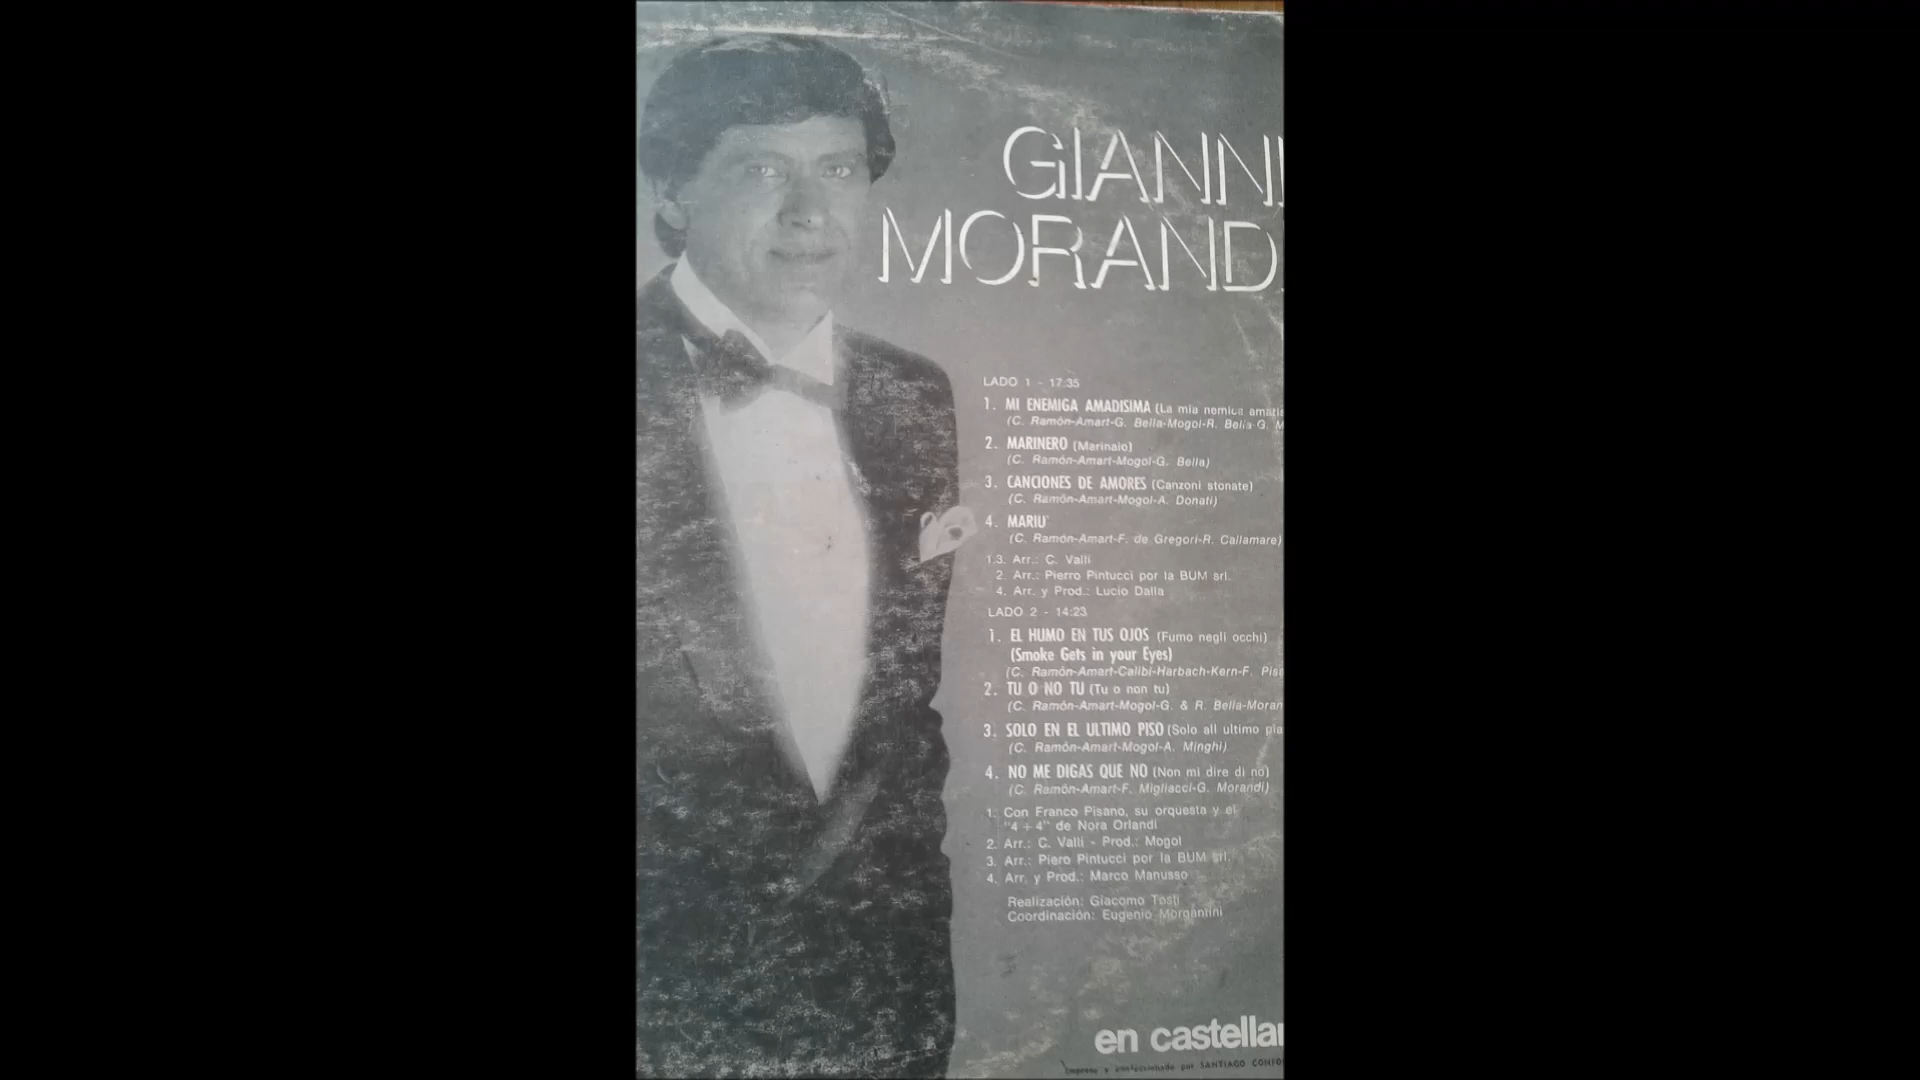 GIANNI
MORANDI
LADO 1 - 17:35
1. MI ENEMIGA AMADISIMA (La mia nemica amatis
(C. Ramón-Amart-G. Bella-Mogol-R. Bella-G. M
2. MARINERO (Marinaio)
(C. Ramón-Amart-Mogol-G. Bella)
3. CANCIONES DE AMORES (Canzoni stonate)
(C. Ramón-Amart-Mogol-A. Donati)
4. MARIU'
(C. Ramón-Amart-F. de Gregori-R. Callamare)
1.3. Arr.: C. Valli
2. Arr.: Pierro Pintucci por la BUM srl.
4. Arr. y Prod.: Lucio Dalla
LADO 2 - 14:23
1. EL HUMO EN TUS OJOS (Fumo negli occhi)
(Smoke Gets in your Eyes)
(C. Ramón-Amart-Calibi-Harbach-Kern-F. Pisa
2. TU O NO TU (Tu o non tu)
(C. Ramón-Amart-Mogol-G. & R. Bella-Moran
3. SOLO EN EL ULTIMO PISO (Solo all ultimo pia
(C. Ramón-Amart-Mogol-A. Minghi)
4. NO ME DIGAS QUE NO (Non mi dire di no)
(C. Ramón-Amart-F. Migliacci-G. Morandi)
1. Con Franco Pisano, su orquesta y el
"4 + 4" de Nora Orlandi
2. Arr.: C. Valli - Prod.: Mogol
3. Arr.: Piero Pintucci por la BUM srl.
4. Arr. y Prod.: Marco Manusso
Realización: Giacomo Tosti
Coordinación: Eugenio Morgantini
en castellan
Impreso y confeccionado por SANTIAGO